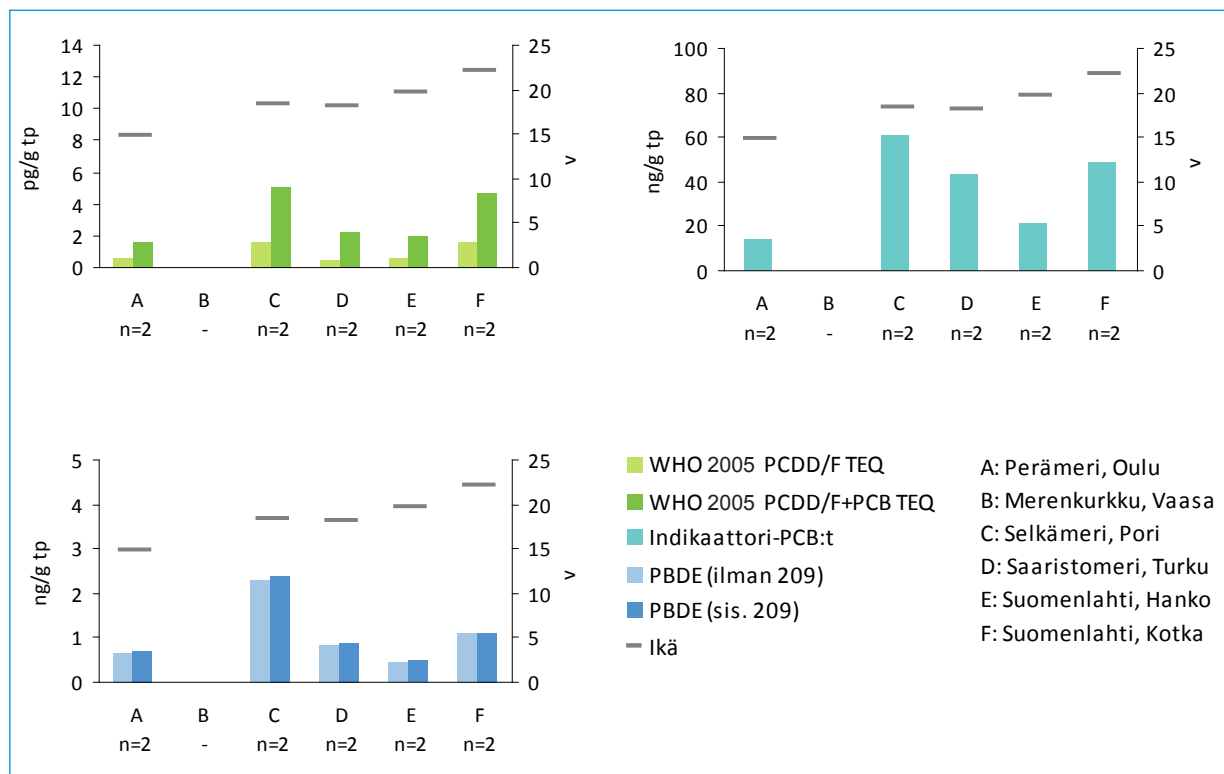 14
12
10
8
6
4
2
0
pg/g tp
25
20
15
10
5
0
v
A B C D E F
n=2 - n=2 n=2 n=2 n=2
100
80
60
40
20
0
ng/g tp
25
20
15
10
5
0
v
A B C D E F
n=2 - n=2 n=2 n=2 n=2
5
4
3
2
1
0
ng/g tp
25
20
15
10
5
0
v
A B C D E F
n=2 - n=2 n=2 n=2 n=2
WHO 2005 PCDD/F TEQ
WHO 2005 PCDD/F+PCB TEQ
Indikaattori-PCB:t
PBDE (ilman 209)
PBDE (sis. 209)
Ikä
A: Perämeri, Oulu
B: Merenkurkku, Vaasa
C: Selkämeri, Pori
D: Saaristomeri, Turku
E: Suomenlahti, Hanko
F: Suomenlahti, Kotka